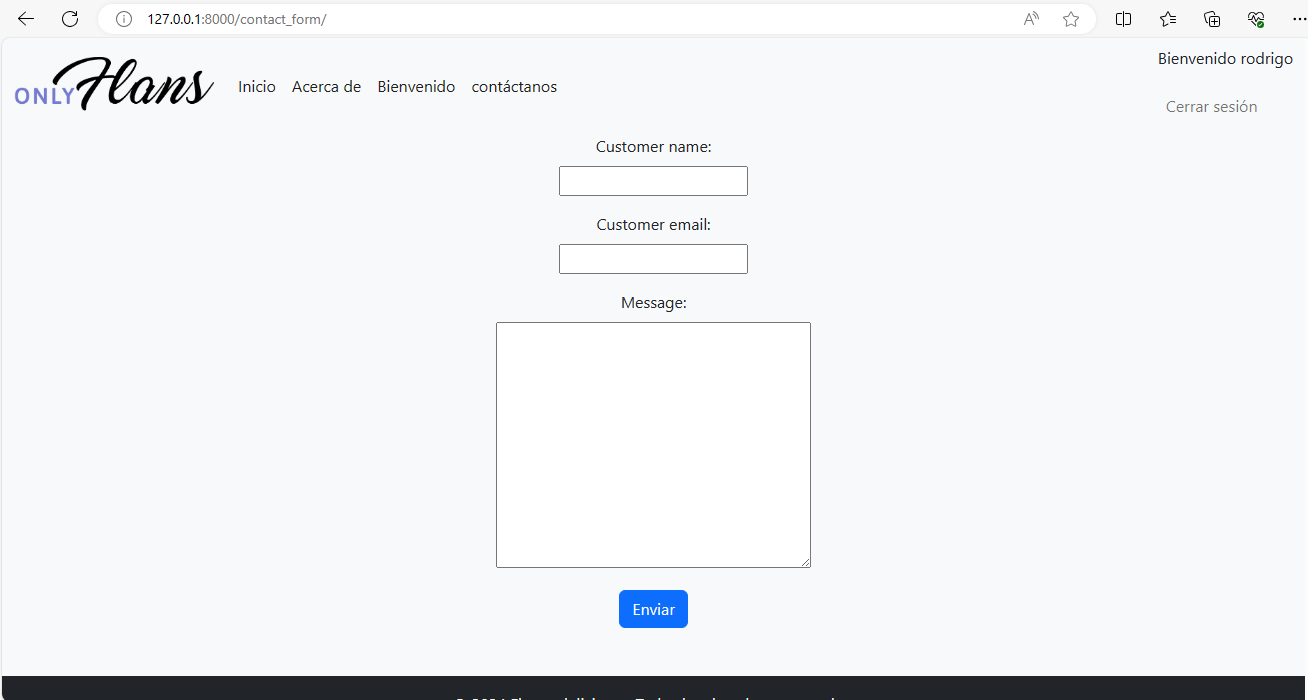 127.0.0.1:8000/contact_form/
Bienvenido rodrigo
ONLY Flans
Inicio Acerca de Bienvenido contáctanos
Cerrar sesión
Customer name:
Customer email:
Message:
Enviar